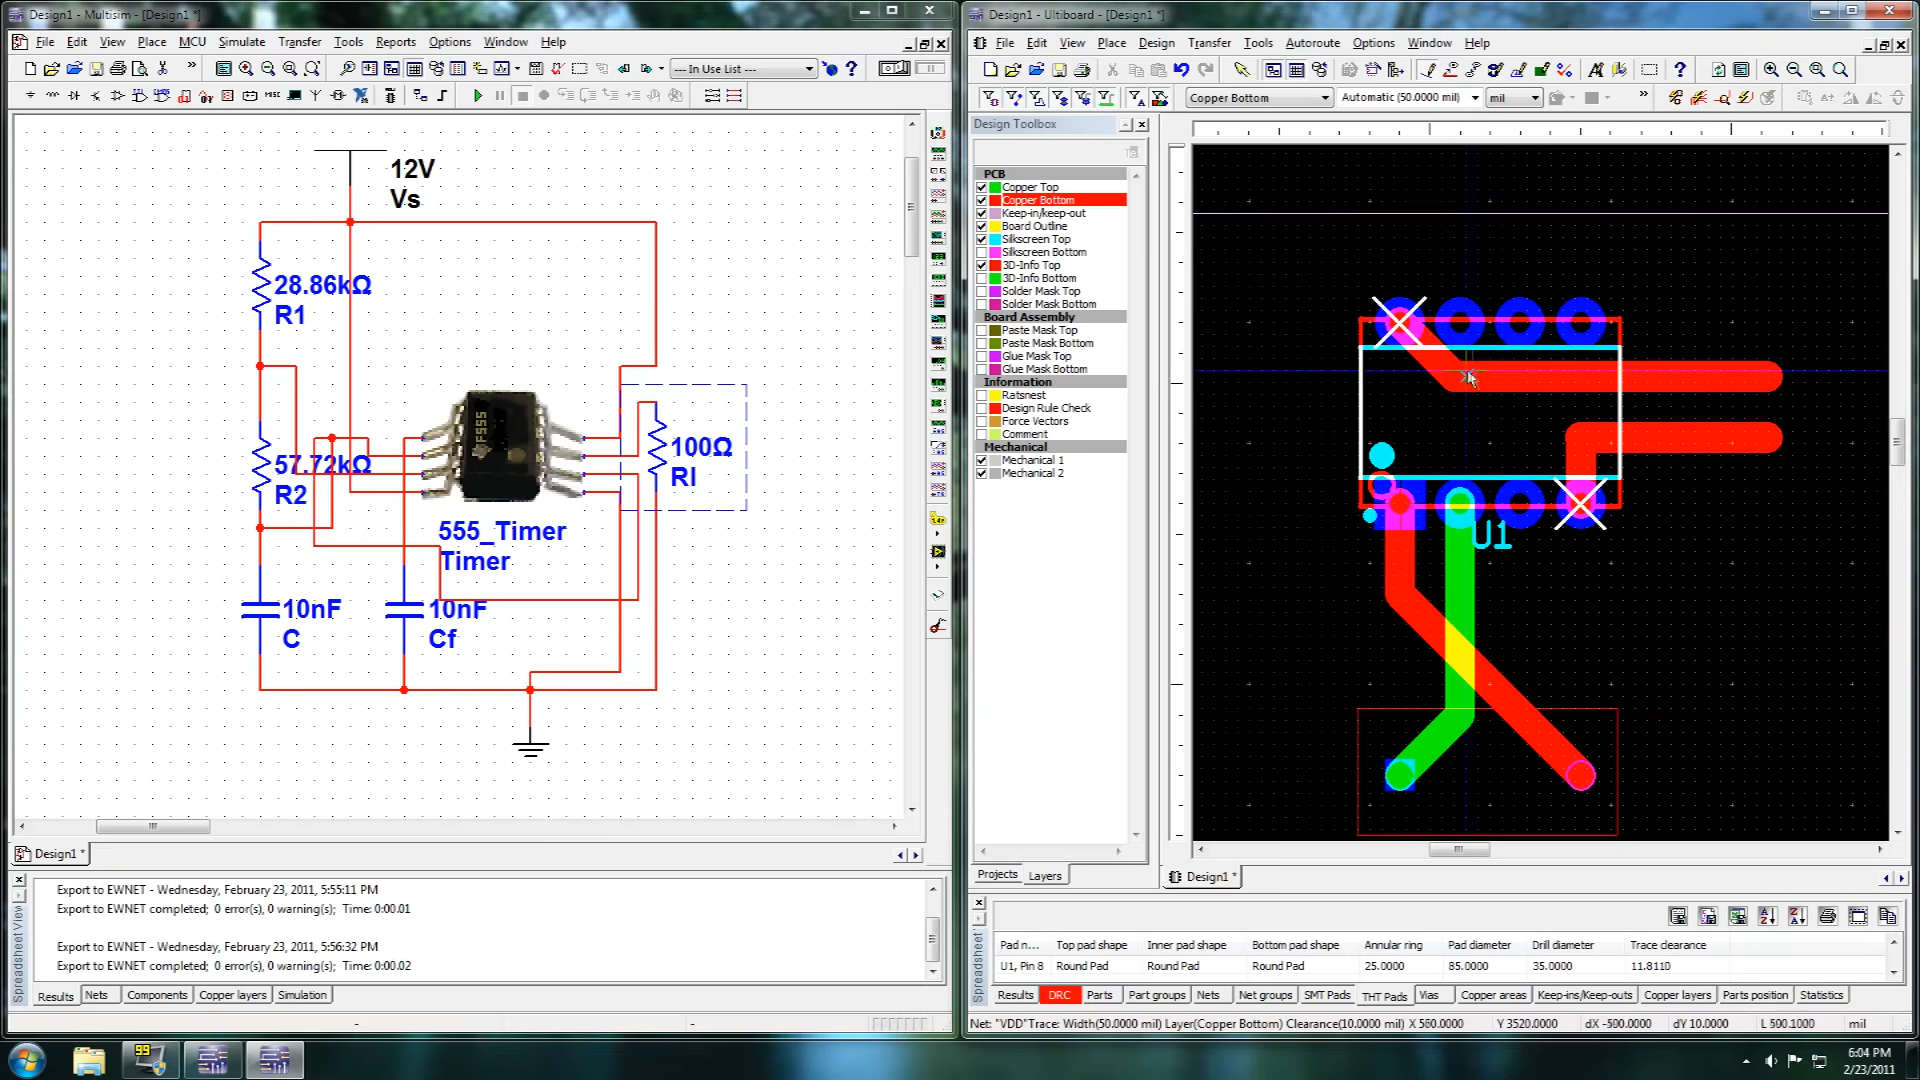 Design1 - Multisim - [Design1 *]
File Edit View Place MCU Simulate Transfer Tools Reports Options Window Help
--- In Use List ---
MISC
12V
Vs
28.86kΩ
R1
57.72kΩ
R2
100Ω
Rl
555_Timer
Timer
10nF
C
10nF
Cf
Design1 *
Spreadsheet View
Export to EWNET - Wednesday, February 23, 2011, 5:55:11 PM
Export to EWNET completed; 0 error(s), 0 warning(s); Time: 0:00.01
Export to EWNET - Wednesday, February 23, 2011, 5:56:32 PM
Export to EWNET completed; 0 error(s), 0 warning(s); Time: 0:00.02
Results Nets Components Copper layers Simulation
Design1 - Ultiboard - [Design1 *]
File Edit View Place Design Transfer Tools Autoroute Options Window Help
Copper Bottom Automatic (50.0000 mil) mil
Design Toolbox
PCB
Copper Top
Copper Bottom
Keep-in/keep-out
Board Outline
Silkscreen Top
Silkscreen Bottom
3D-Info Top
3D-Info Bottom
Solder Mask Top
Solder Mask Bottom
Board Assembly
Paste Mask Top
Paste Mask Bottom
Glue Mask Top
Glue Mask Bottom
Information
Ratsnest
Design Rule Check
Force Vectors
Comment
Mechanical
Mechanical 1
Mechanical 2
Projects Layers
U1
Design1 *
Spreadsheet
Pad n... Top pad shape Inner pad shape Bottom pad shape Annular ring Pad diameter Drill diameter Trace clearance
U1, Pin 8 Round Pad Round Pad Round Pad 25.0000 85.0000 35.0000 11.8110
Results DRC Parts Part groups Nets Net groups SMT Pads THT Pads Vias Copper areas Keep-ins/Keep-outs Copper layers Parts position Statistics
Net: "VDD"Trace: Width(50.0000 mil) Layer(Copper Bottom) Clearance(10.0000 mil) X 560.0000 Y 3520.0000 dX -590.0000 dY 10.0000 L 590.1000 mil
99
6:04 PM
2/23/2011